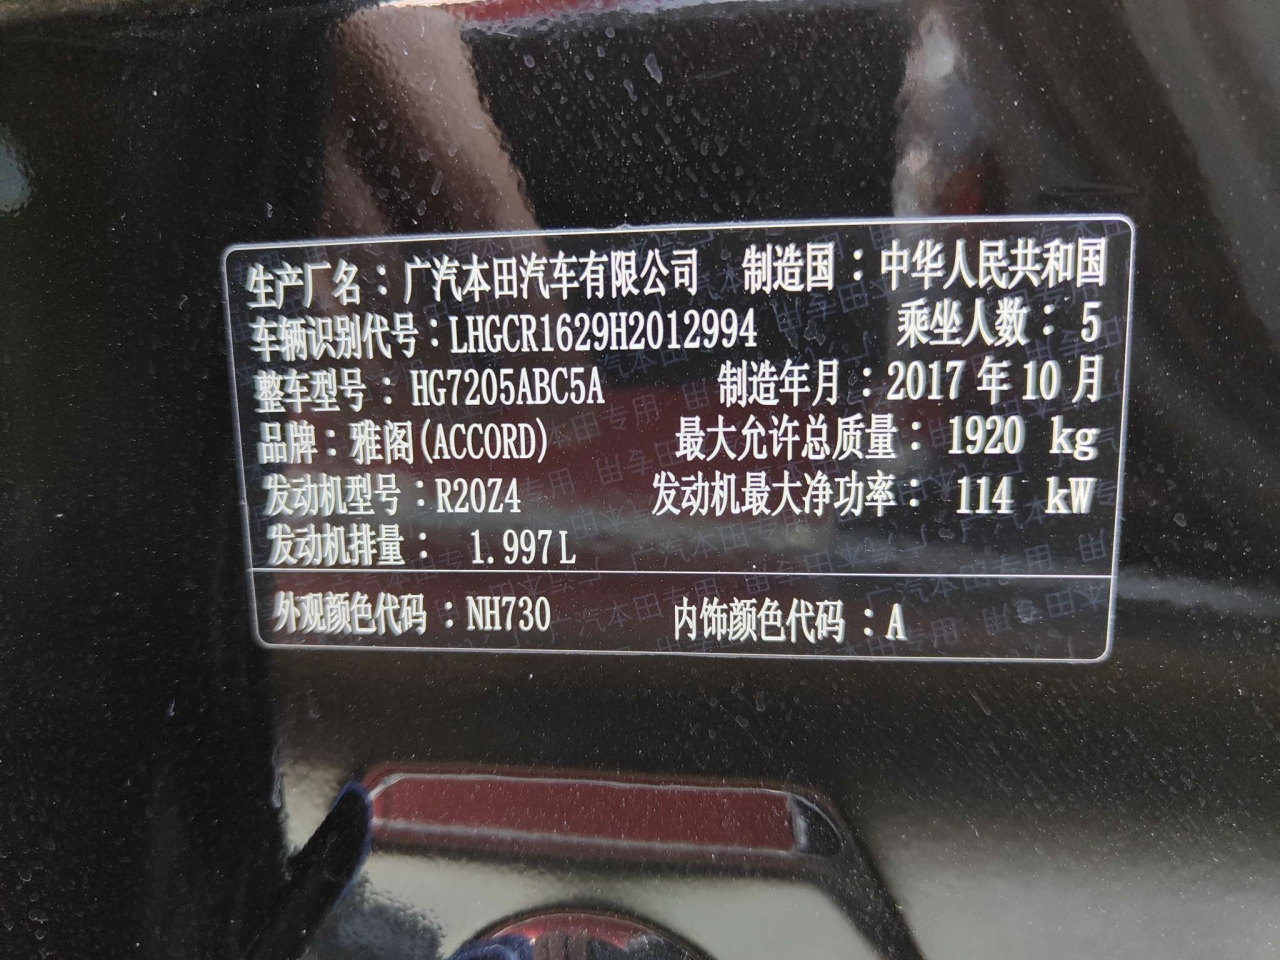 生产厂名：广汽本田汽车有限公司 制造国：中华人民共和国
车辆识别代号：LHGCR1629H2012994 乘坐人数：5
整车型号：HG7205ABC5A 制造年月：2017年10月
品牌：雅阁(ACCORD) 最大允许总质量：1920 kg
发动机型号：R20Z4 发动机最大净功率：114 kW
发动机排量：1.997L
外观颜色代码：NH730 内饰颜色代码：A